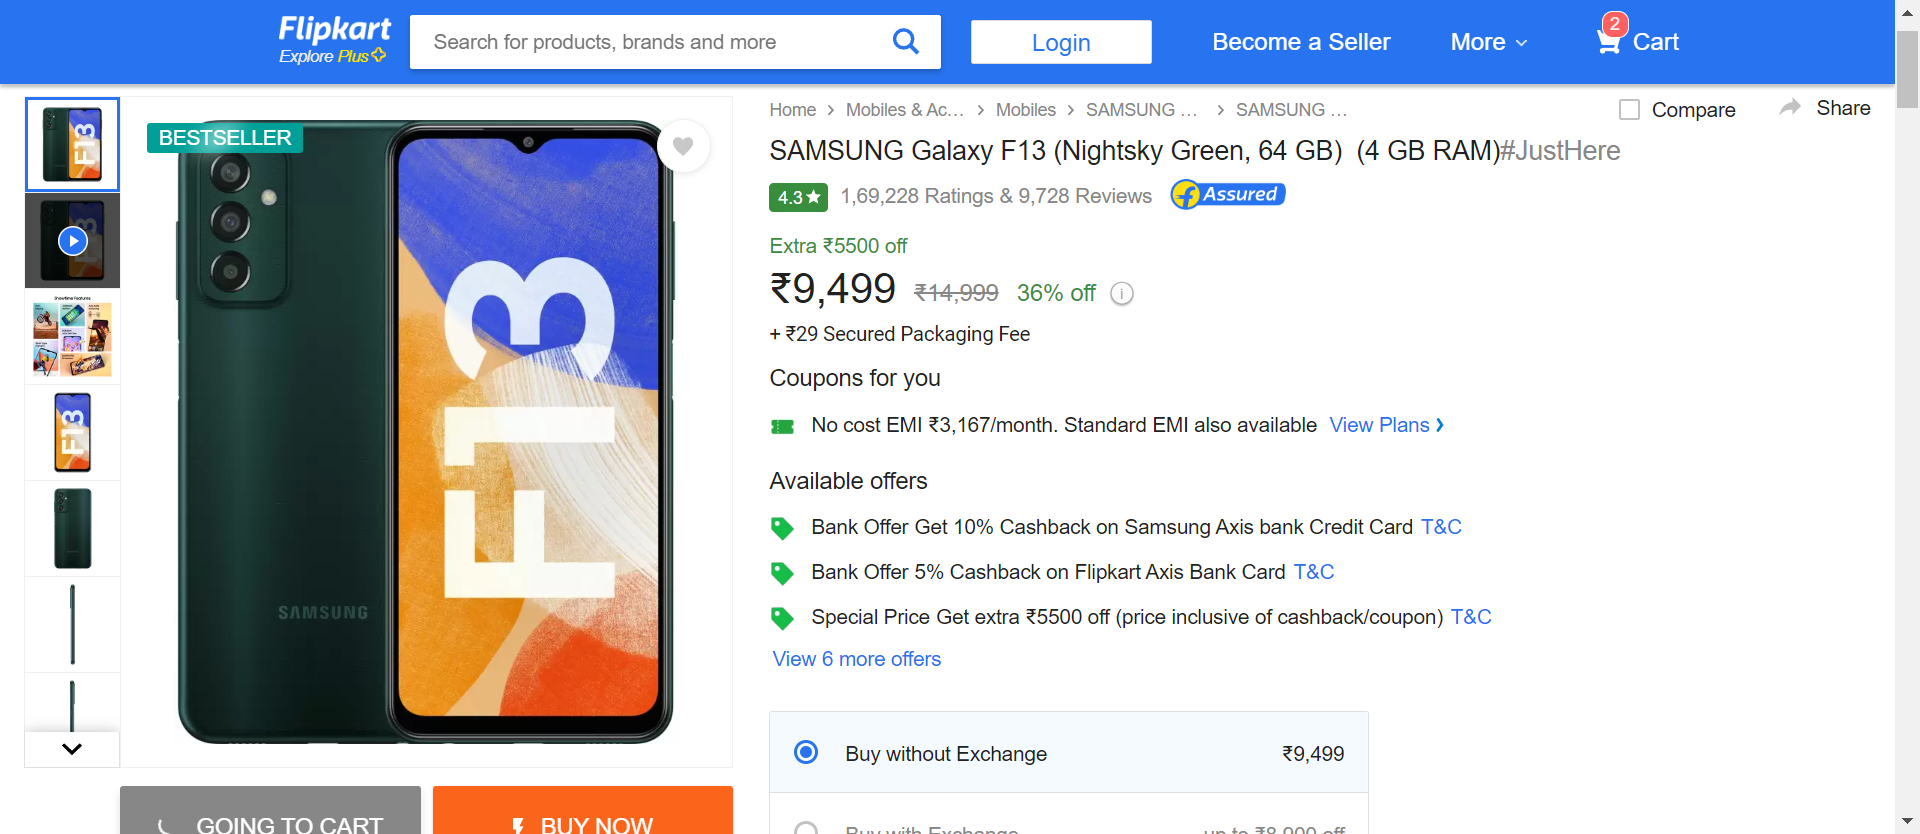 Flipkart
Explore Plus
Search for products, brands and more
Login
Become a Seller
More
2
Cart
Home
Mobiles & Ac...
Mobiles
SAMSUNG ...
SAMSUNG ...
Compare
Share
BESTSELLER
F13
SAMSUNG
F13
Showtime Features
F13
SAMSUNG Galaxy F13 (Nightsky Green, 64 GB) (4 GB RAM)#JustHere
4.3★ 1,69,228 Ratings & 9,728 Reviews
Assured
Extra ₹5500 off
₹9,499 ₹14,999 36% off
+ ₹29 Secured Packaging Fee
Coupons for you
No cost EMI ₹3,167/month. Standard EMI also available View Plans
Available offers
Bank Offer Get 10% Cashback on Samsung Axis bank Credit Card T&C
Bank Offer 5% Cashback on Flipkart Axis Bank Card T&C
Special Price Get extra ₹5500 off (price inclusive of cashback/coupon) T&C
View 6 more offers
Buy without Exchange ₹9,499
Buy with Exchange up to ₹8,900 off
GOING TO CART
BUY NOW